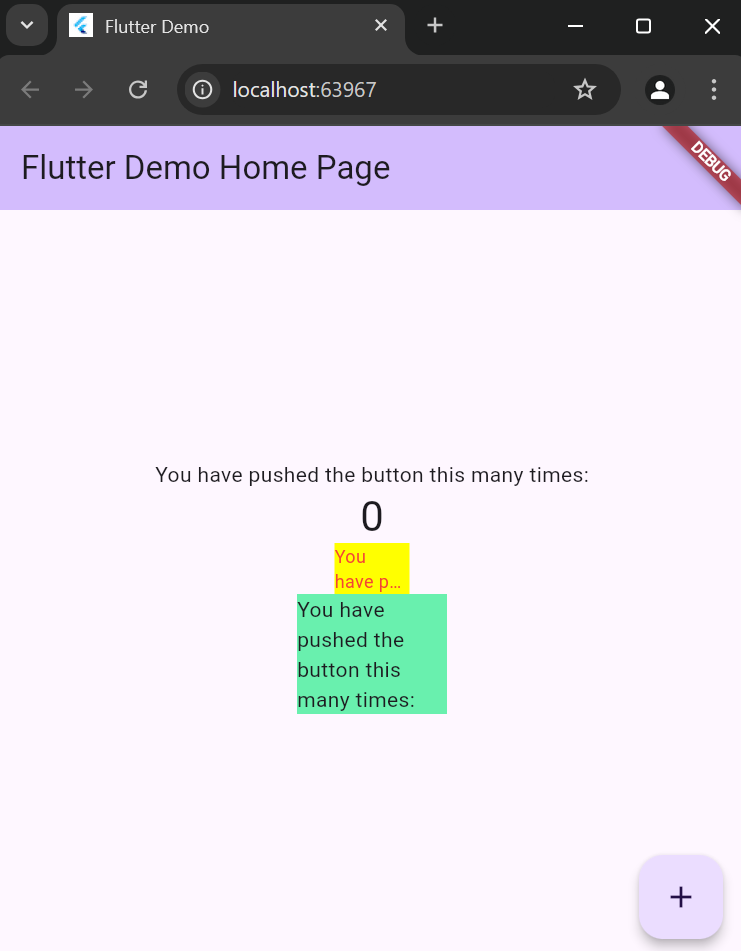 Flutter Demo
localhost:63967
Flutter Demo Home Page
DEBUG
You have pushed the button this many times:
0
You
have p...
You have
pushed the
button this
many times: